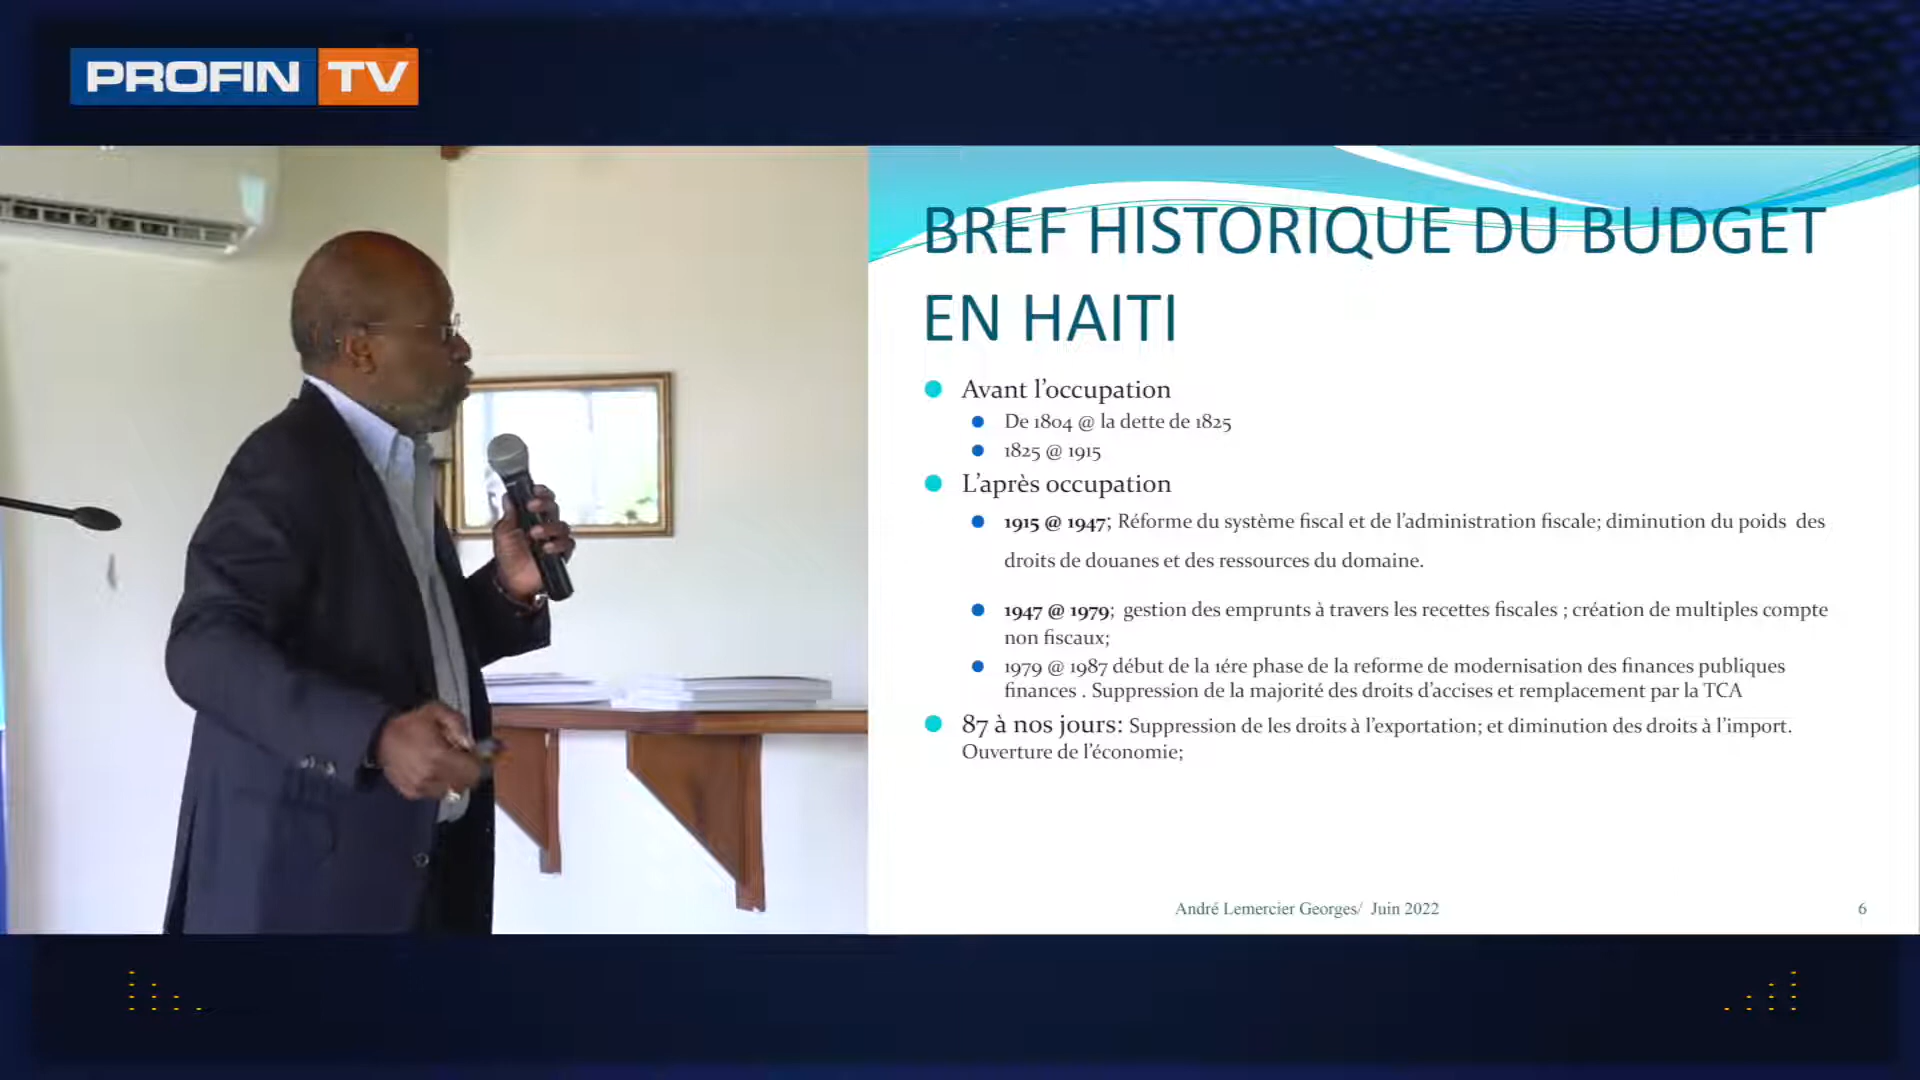 PROFIN TV
BREF HISTORIQUE DU BUDGET
EN HAITI
Avant l’occupation
De 1804 @ la dette de 1825
1825 @ 1915
L’après occupation
1915 @ 1947; Réforme du système fiscal et de l’administration fiscale; diminution du poids des
droits de douanes et des ressources du domaine.
1947 @ 1979; gestion des emprunts à travers les recettes fiscales ; création de multiples compte
non fiscaux;
1979 @ 1987 début de la 1ére phase de la reforme de modernisation des finances publiques
finances . Suppression de la majorité des droits d’accises et remplacement par la TCA
87 à nos jours: Suppression de les droits à l’exportation; et diminution des droits à l’import.
Ouverture de l’économie;
André Lemercier Georges/ Juin 2022
6